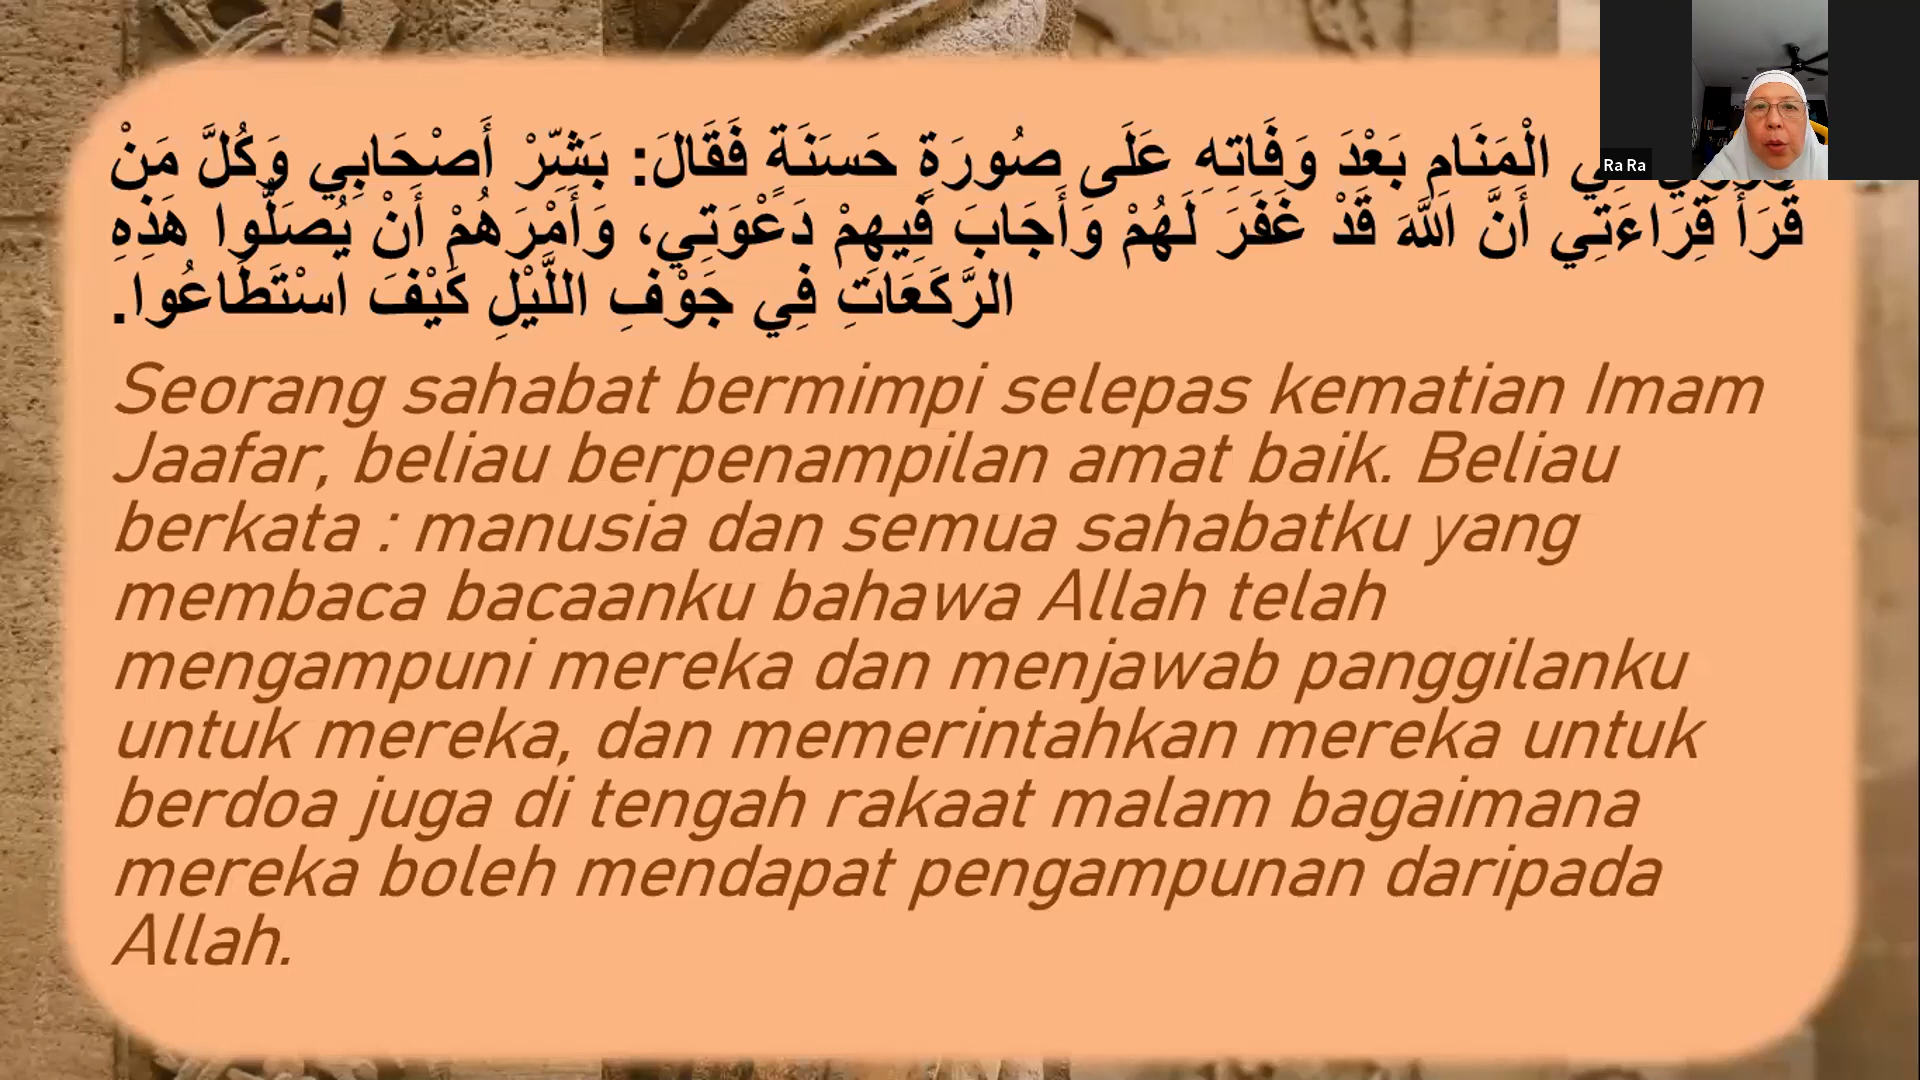 الْمَنَامِ بَعْدَ وَفَاتِهِ عَلَى صُورَةٍ حَسَنَةٍ فَقَالَ: بَشِّرْ أَصْحَابِي وَكُلَّ مَنْ
قَرَأَ قِرَاءَتِي أَنَّ اللَّهَ قَدْ غَفَرَ لَهُمْ وَأَجَابَ فِيهِمْ دَعْوَتِي، وَأَمْرَهُمْ أَنْ يُصَلُّوا هَذِهِ
الرَّكَعَاتِ فِي جَوْفِ اللَّيْلِ كَيْفَ اسْتَطَاعُوا.
Seorang sahabat bermimpi selepas kematian Imam
Jaafar, beliau berpenampilan amat baik. Beliau
berkata : manusia dan semua sahabatku yang
membaca bacaanku bahawa Allah telah
mengampuni mereka dan menjawab panggilanku
untuk mereka, dan memerintahkan mereka untuk
berdoa juga di tengah rakaat malam bagaimana
mereka boleh mendapat pengampunan daripada
Allah.
Ra Ra